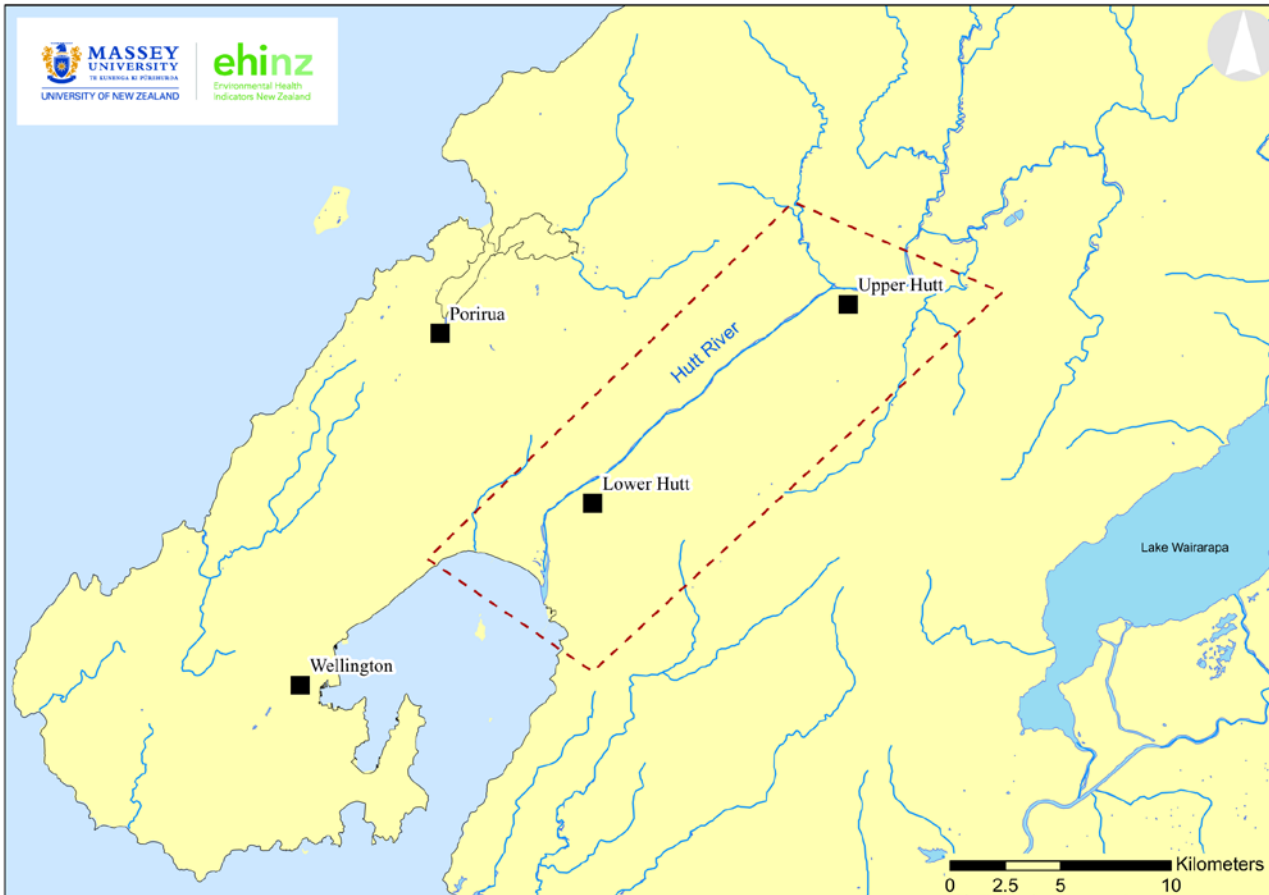 MASSEY
UNIVERSITY
TE KUNENGA KI PŪREHUROA
UNIVERSITY OF NEW ZEALAND
ehinz
Environmental Health
Indicators New Zealand
Upper Hutt
Porirua
Hutt River
Lower Hutt
Lake Wairarapa
Wellington
Kilometers
0 2.5 5 10